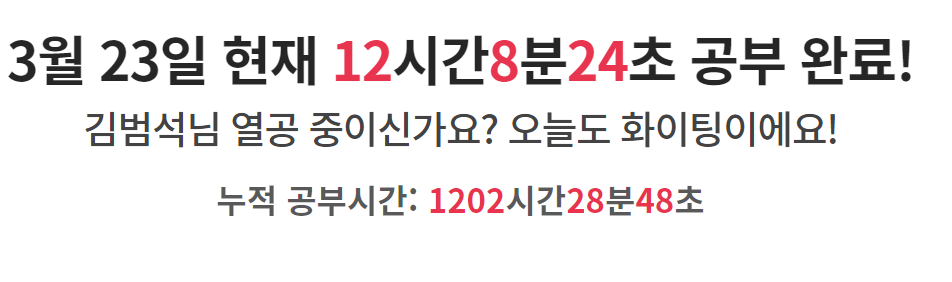 3월 23일 현재 12시간8분24초 공부 완료!
김범석님 열공 중이신가요? 오늘도 화이팅이에요!
누적 공부시간: 1202시간28분48초